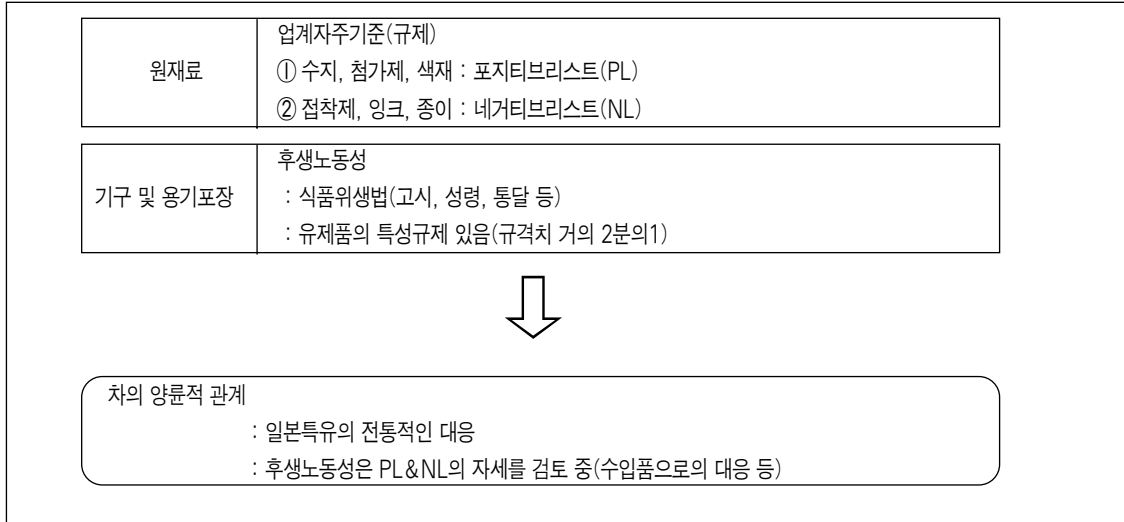 원재료
업계자주기준(규제)
① 수지, 첨가제, 색재 : 포지티브리스트(PL)
② 접착제, 잉크, 종이 : 네거티브리스트(NL)
기구 및 용기포장
후생노동성
: 식품위생법(고시, 성령, 통달 등)
: 유제품의 특성규제 있음(규격치 거의 2분의1)
차의 양륜적 관계
: 일본특유의 전통적인 대응
: 후생노동성은 PL&NL의 자세를 검토 중(수입품으로의 대응 등)